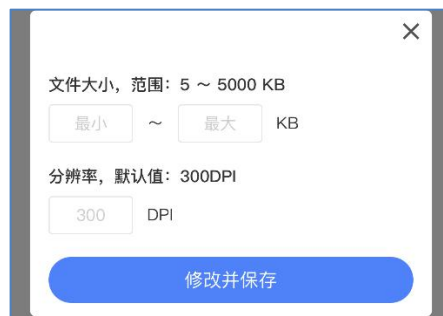 文件大小，范围：5 ～ 5000 KB
最小 ～ 最大 KB
分辨率，默认值：300DPI
300 DPI
修改并保存